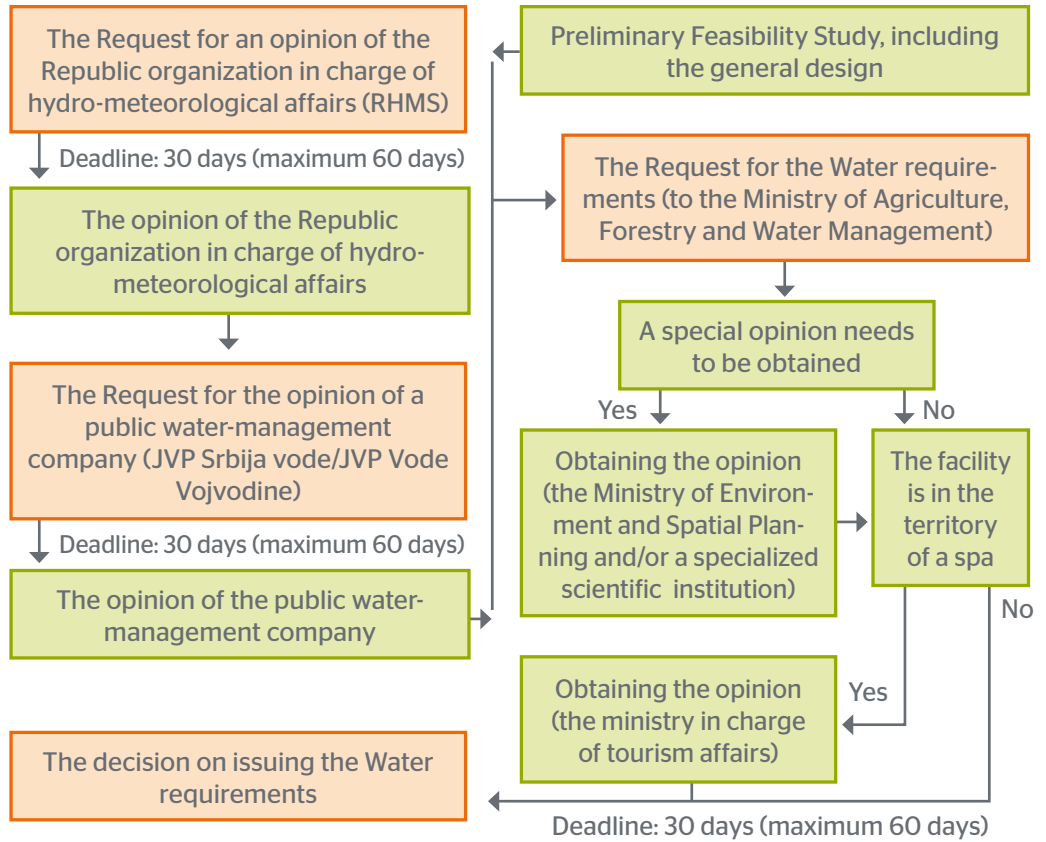 The Request for an opinion of the
Republic organization in charge of
hydro-meteorological affairs (RHMS)
Deadline: 30 days (maximum 60 days)
The opinion of the Republic
organization in charge of hydro-
meteorological affairs
The Request for the opinion of a
public water-management
company (JVP Srbija vode/JVP Vode
Vojvodine)
Deadline: 30 days (maximum 60 days)
The opinion of the public water-
management company
Preliminary Feasibility Study, including
the general design
The Request for the Water require-
ments (to the Ministry of Agriculture,
Forestry and Water Management)
A special opinion needs
to be obtained
Yes
No
Obtaining the opinion
(the Ministry of Environ-
ment and Spatial Plan-
ning and/or a specialized
scientific institution)
The facility
is in the
territory
of a spa
No
Yes
Obtaining the opinion
(the ministry in charge
of tourism affairs)
The decision on issuing the Water
requirements
Deadline: 30 days (maximum 60 days)